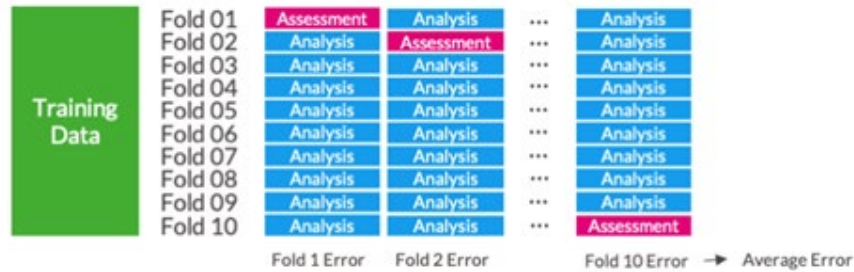 Training
Data
Fold 01 Assessment Analysis ... Analysis
Fold 02 Analysis Assessment ... Analysis
Fold 03 Analysis Analysis ... Analysis
Fold 04 Analysis Analysis ... Analysis
Fold 05 Analysis Analysis ... Analysis
Fold 06 Analysis Analysis ... Analysis
Fold 07 Analysis Analysis ... Analysis
Fold 08 Analysis Analysis ... Analysis
Fold 09 Analysis Analysis ... Analysis
Fold 10 Analysis Analysis ... Assessment
Fold 1 Error Fold 2 Error Fold 10 Error → Average Error